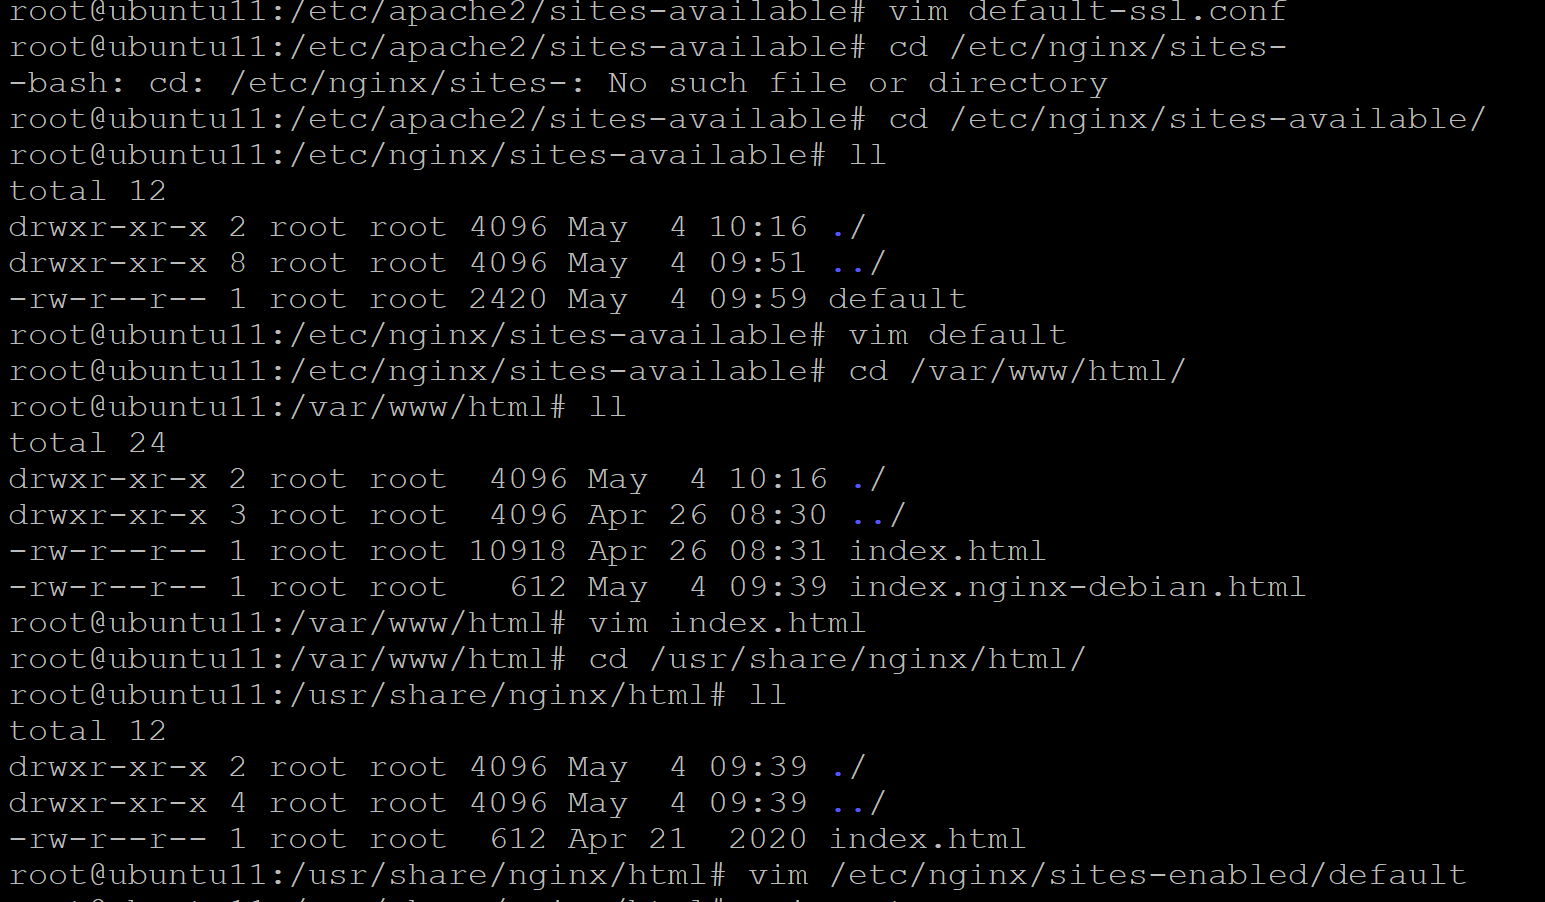 root@ubuntu11:/etc/apache2/sites-available# vim default-ssl.conf
root@ubuntu11:/etc/apache2/sites-available# cd /etc/nginx/sites-
-bash: cd: /etc/nginx/sites-: No such file or directory
root@ubuntu11:/etc/apache2/sites-available# cd /etc/nginx/sites-available/
root@ubuntu11:/etc/nginx/sites-available# ll
total 12
drwxr-xr-x 2 root root 4096 May  4 10:16 ./
drwxr-xr-x 8 root root 4096 May  4 09:51 ../
-rw-r--r-- 1 root root 2420 May  4 09:59 default
root@ubuntu11:/etc/nginx/sites-available# vim default
root@ubuntu11:/etc/nginx/sites-available# cd /var/www/html/
root@ubuntu11:/var/www/html# ll
total 24
drwxr-xr-x 2 root root  4096 May  4 10:16 ./
drwxr-xr-x 3 root root  4096 Apr 26 08:30 ../
-rw-r--r-- 1 root root 10918 Apr 26 08:31 index.html
-rw-r--r-- 1 root root   612 May  4 09:39 index.nginx-debian.html
root@ubuntu11:/var/www/html# vim index.html
root@ubuntu11:/var/www/html# cd /usr/share/nginx/html/
root@ubuntu11:/usr/share/nginx/html# ll
total 12
drwxr-xr-x 2 root root 4096 May  4 09:39 ./
drwxr-xr-x 4 root root 4096 May  4 09:39 ../
-rw-r--r-- 1 root root  612 Apr 21  2020 index.html
root@ubuntu11:/usr/share/nginx/html# vim /etc/nginx/sites-enabled/default